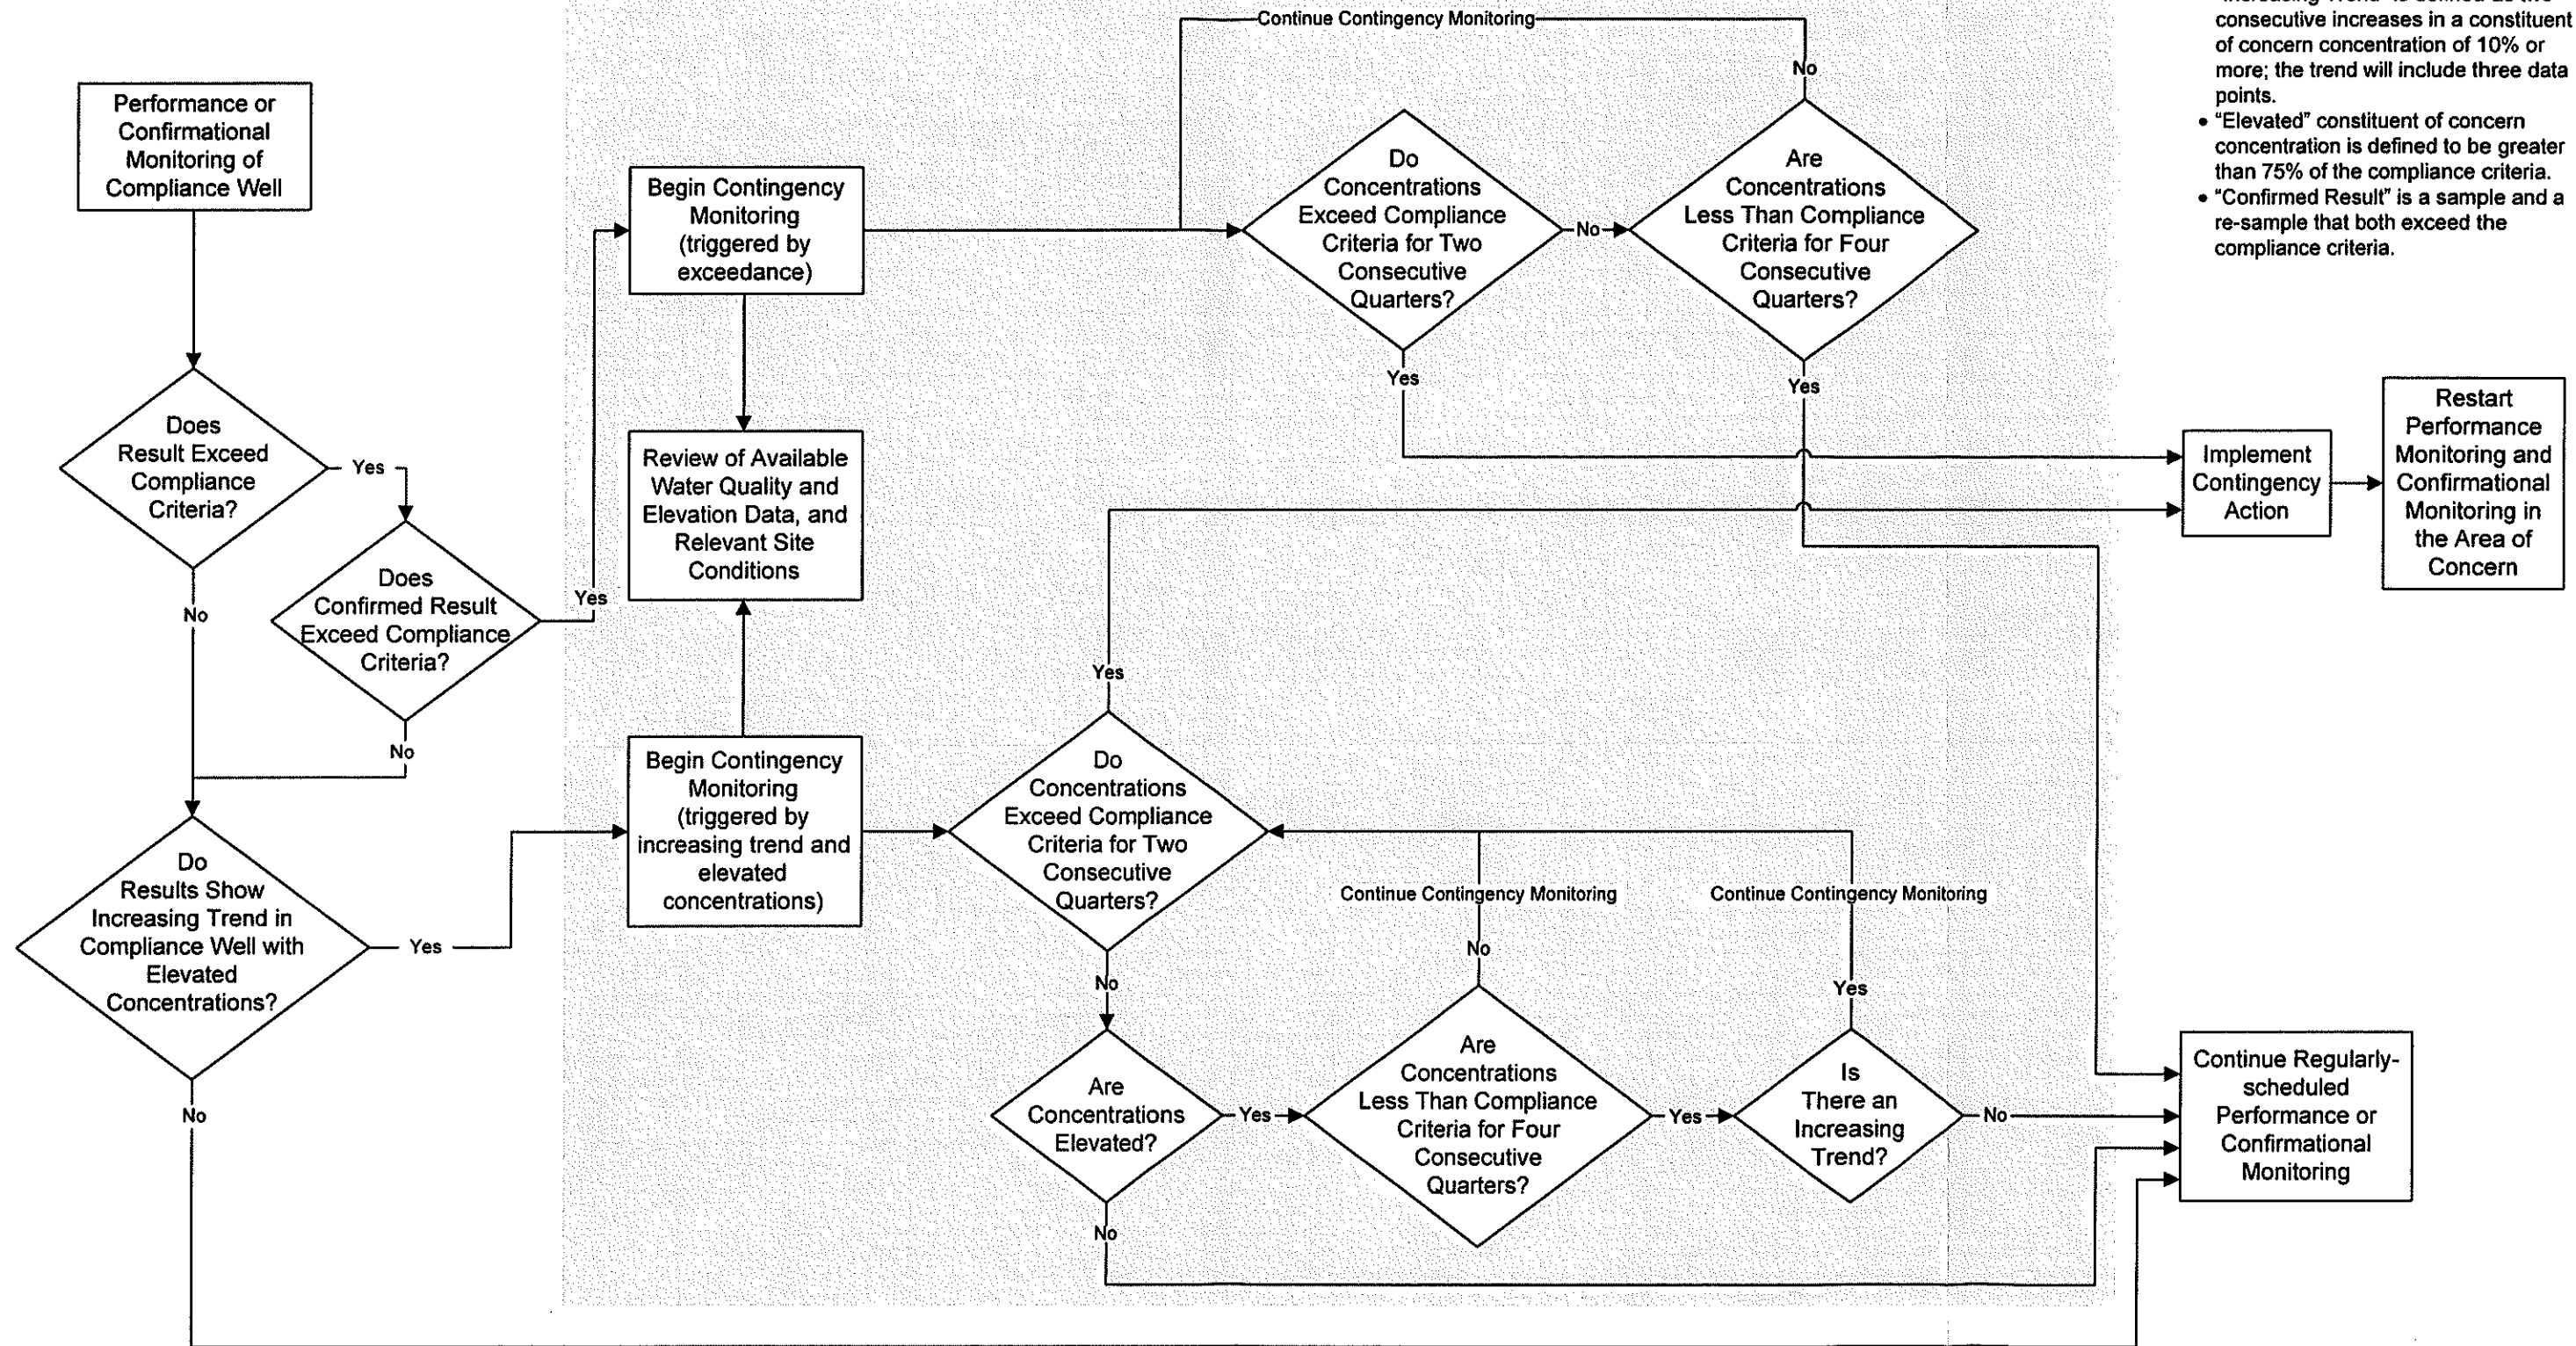 consecutive increases in a constituent
of concern concentration of 10% or
more; the trend will include three data
points.
• “Elevated” constituent of concern
concentration is defined to be greater
than 75% of the compliance criteria.
• “Confirmed Result” is a sample and a
re-sample that both exceed the
compliance criteria.
Continue Contingency Monitoring
No
Performance or
Confirmational
Monitoring of
Compliance Well
Begin Contingency
Monitoring
(triggered by
exceedance)
Do
Concentrations
Exceed Compliance
Criteria for Two
Consecutive
Quarters?
No
Are
Concentrations
Less Than Compliance
Criteria for Four
Consecutive
Quarters?
Yes
Yes
Does
Result Exceed
Compliance
Criteria?
Yes
No
Does
Confirmed Result
Exceed Compliance
Criteria?
Yes
No
Review of Available
Water Quality and
Elevation Data, and
Relevant Site
Conditions
Implement
Contingency
Action
Restart
Performance
Monitoring and
Confirmational
Monitoring in
the Area of
Concern
Yes
Begin Contingency
Monitoring
(triggered by
increasing trend and
elevated
concentrations)
Do
Concentrations
Exceed Compliance
Criteria for Two
Consecutive
Quarters?
Continue Contingency Monitoring
Continue Contingency Monitoring
Do
Results Show
Increasing Trend in
Compliance Well with
Elevated
Concentrations?
Yes
No
No
No
Yes
Are
Concentrations
Elevated?
Yes
No
Are
Concentrations
Less Than Compliance
Criteria for Four
Consecutive
Quarters?
Yes
Is
There an
Increasing
Trend?
No
Continue Regularly-
scheduled
Performance or
Confirmational
Monitoring